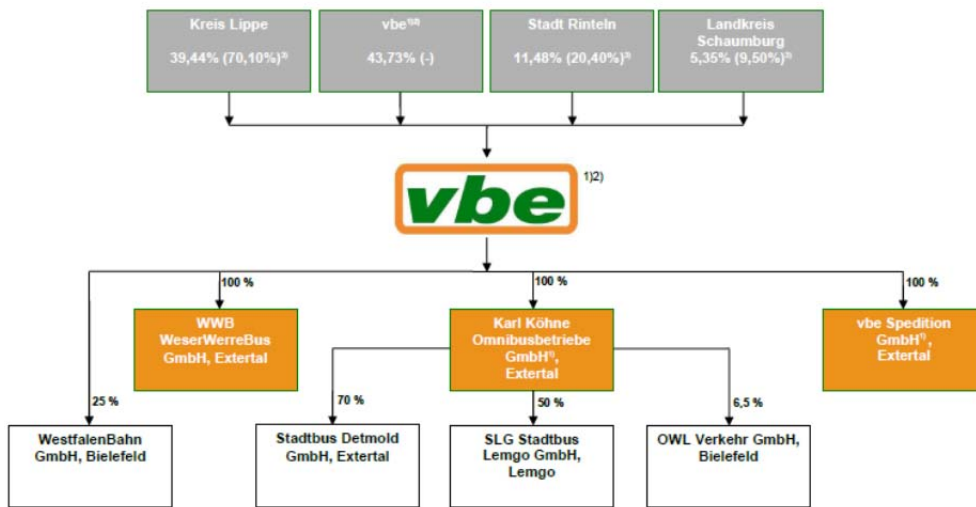 Kreis Lippe
39,44% (70,10%)³⁾
vbe¹⁾²⁾
43,73% (-)
Stadt Rinteln
11,48% (20,40%)³⁾
Landkreis
Schaumburg
5,35% (9,50%)³⁾
vbe 1)2)
100 %
100 %
100 %
WWB
WeserWerreBus
GmbH, Extertal
Karl Köhne
Omnibusbetriebe
GmbH¹⁾,
Extertal
vbe Spedition
GmbH¹⁾ ,
Extertal
25 %
70 %
50 %
6,5 %
WestfalenBahn
GmbH, Bielefeld
Stadtbus Detmold
GmbH, Extertal
SLG Stadtbus
Lemgo GmbH,
Lemgo
OWL Verkehr GmbH,
Bielefeld